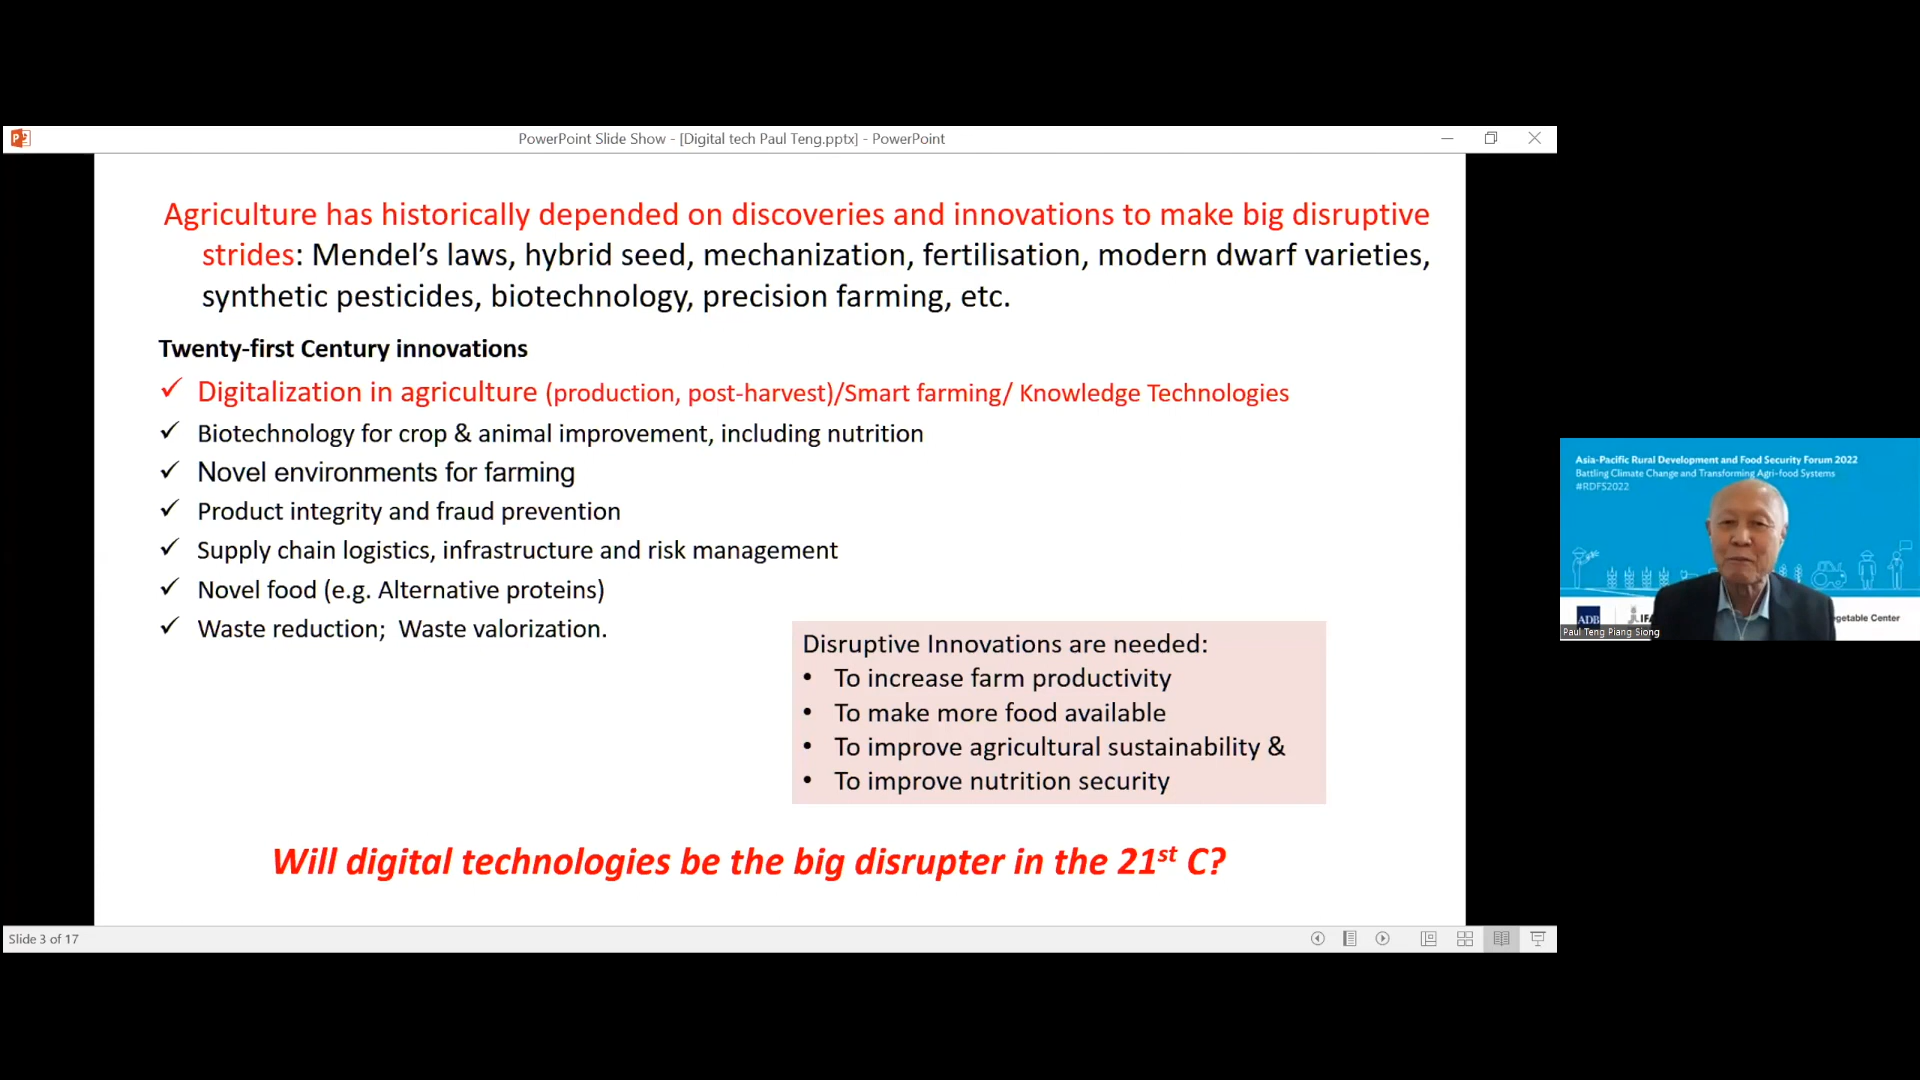 PowerPoint Slide Show - [Digital tech Paul Teng.pptx] - PowerPoint
Agriculture has historically depended on discoveries and innovations to make big disruptive
strides: Mendel's laws, hybrid seed, mechanization, fertilisation, modern dwarf varieties,
synthetic pesticides, biotechnology, precision farming, etc.
Twenty-first Century innovations
✓ Digitalization in agriculture (production, post-harvest)/Smart farming/ Knowledge Technologies
✓ Biotechnology for crop & animal improvement, including nutrition
✓ Novel environments for farming
✓ Product integrity and fraud prevention
✓ Supply chain logistics, infrastructure and risk management
✓ Novel food (e.g. Alternative proteins)
✓ Waste reduction; Waste valorization.
Disruptive Innovations are needed:
• To increase farm productivity
• To make more food available
• To improve agricultural sustainability &
• To improve nutrition security
Will digital technologies be the big disrupter in the 21st C?
Slide 3 of 17
Asia-Pacific Rural Development and Food Security Forum 2022
Battling Climate Change and Transforming Agri-food Systems
#RDFS2022
ADB
Center
Paul Teng Piang Siong